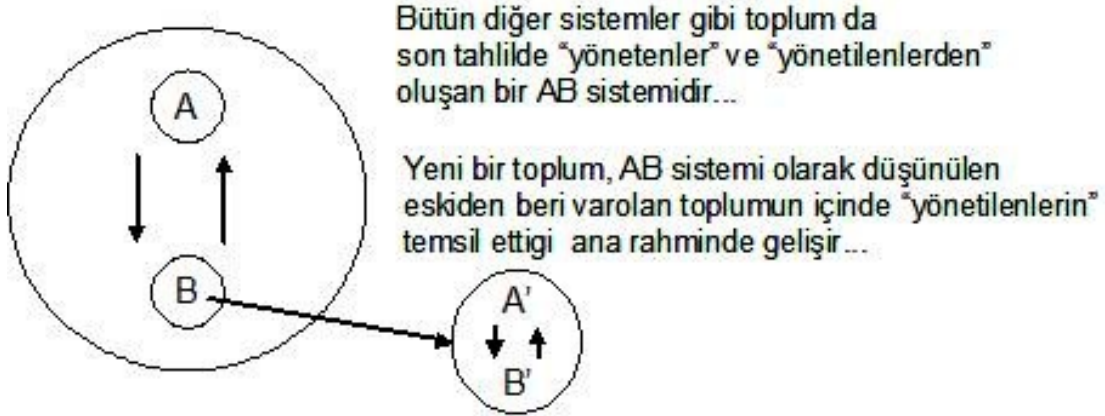 Bütün diğer sistemler gibi toplum da
son tahlilde “yönetenler” ve “yönetilenlerden”
oluşan bir AB sistemidir...
Yeni bir toplum, AB sistemi olarak düşünülen
eskiden beri varolan toplumun içinde “yönetilenlerin”
temsil ettigi ana rahminde gelişir...
A
B
A'
B'